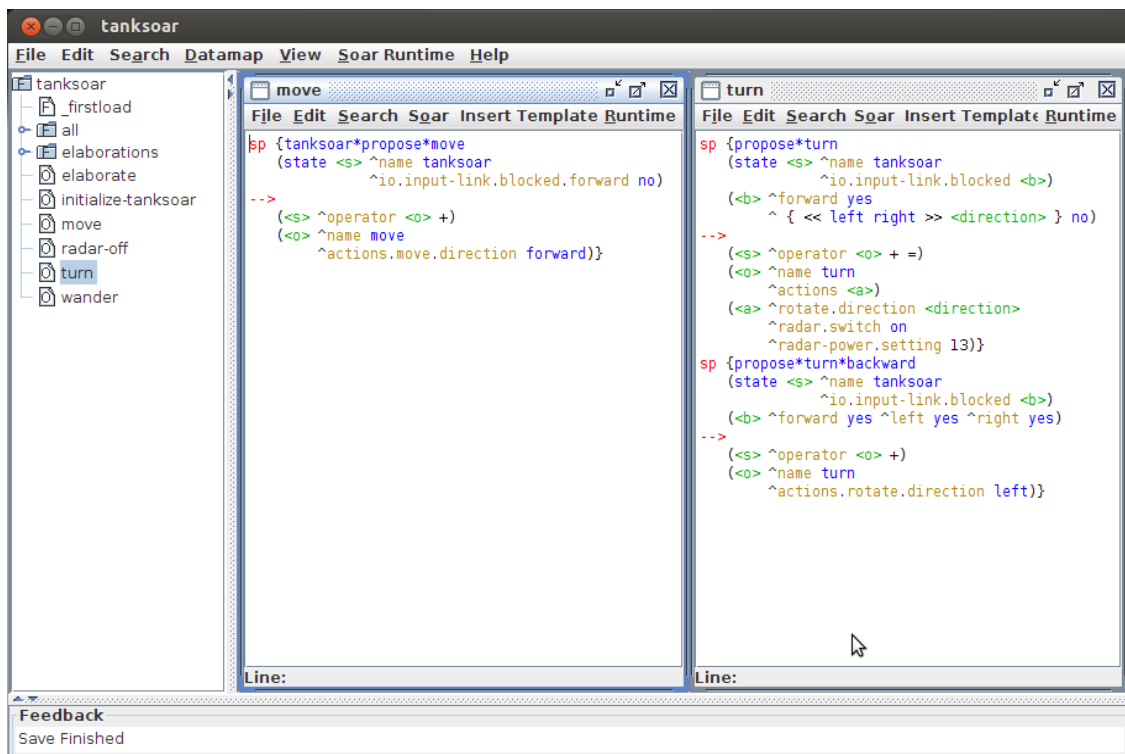 tanksoar
File Edit Search Datamap View Soar Runtime Help
tanksoar
_firstload
all
elaborations
elaborate
initialize-tanksoar
move
radar-off
turn
wander
move
File Edit Search Soar Insert Template Runtime
sp {tanksoar*propose*move
(state <s> ^name tanksoar
^io.input-link.blocked.forward no)
-->
(<s> ^operator <o> +)
(<o> ^name move
^actions.move.direction forward)}
Line:
turn
File Edit Search Soar Insert Template Runtime
sp {propose*turn
(state <s> ^name tanksoar
^io.input-link.blocked <b>)
(<b> ^forward yes
^ { << left right >> <direction> } no)
-->
(<s> ^operator <o> + =)
(<o> ^name turn
^actions <a>)
(<a> ^rotate.direction <direction>
^radar.switch on
^radar-power.setting 13)}
sp {propose*turn*backward
(state <s> ^name tanksoar
^io.input-link.blocked <b>)
(<b> ^forward yes ^left yes ^right yes)
-->
(<s> ^operator <o> +)
(<o> ^name turn
^actions.rotate.direction left)}
Line:
Feedback
Save Finished